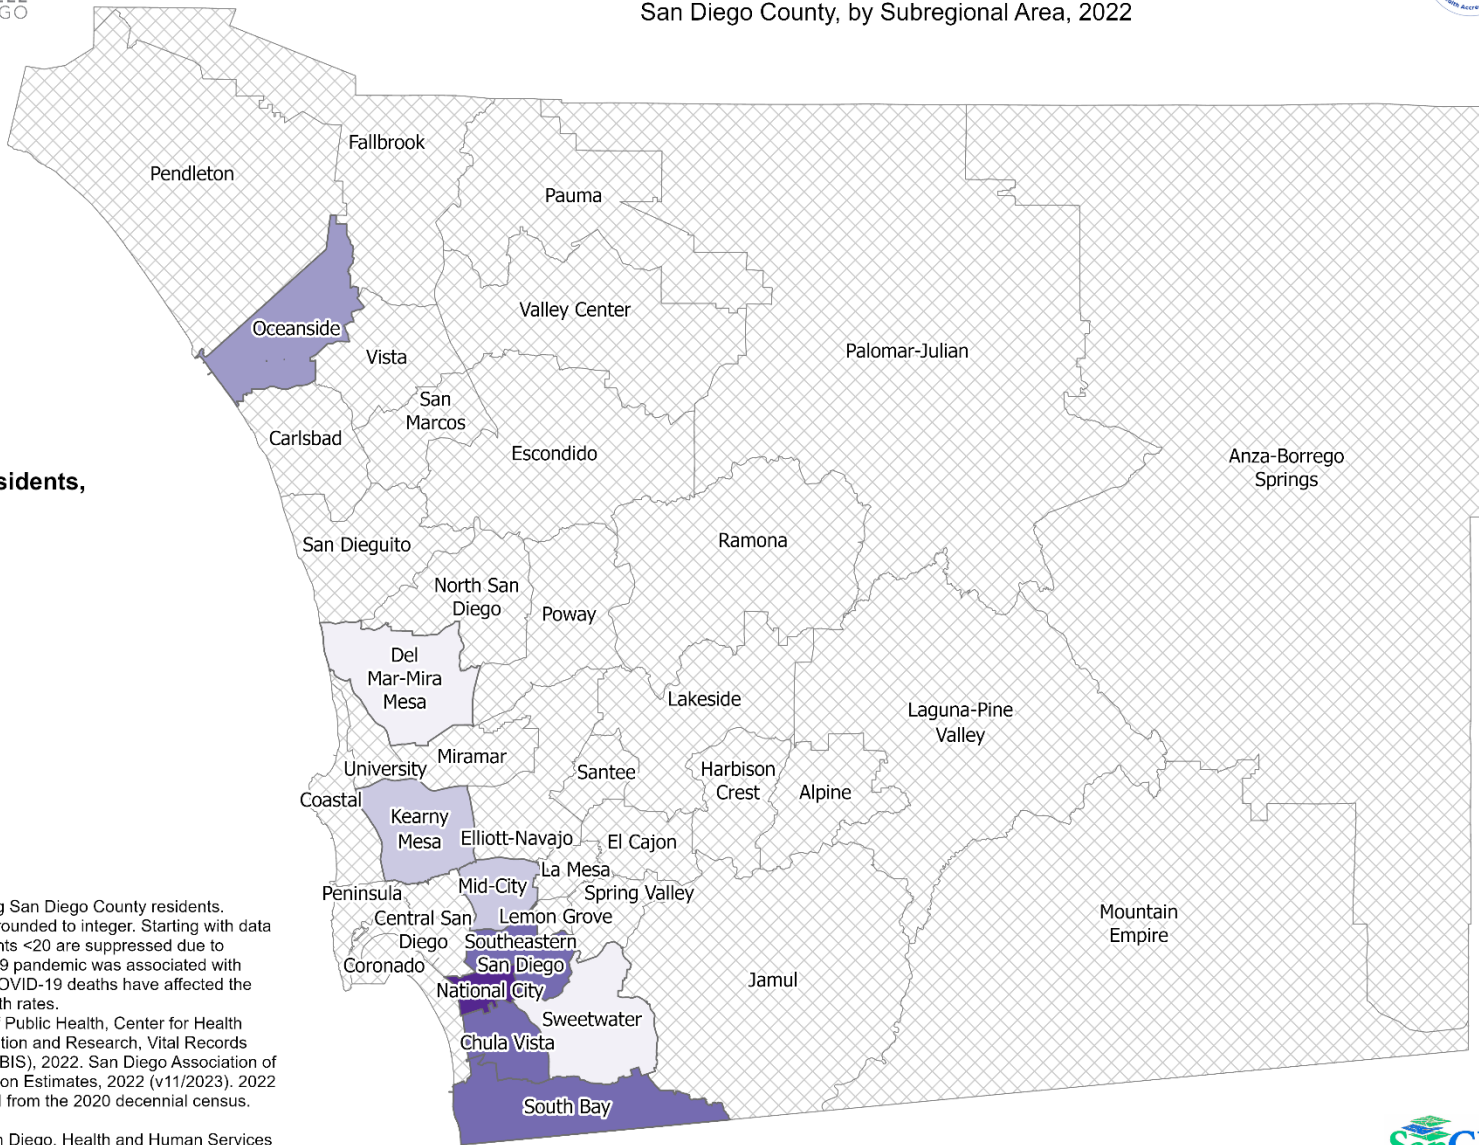 GO
San Diego County, by Subregional Area, 2022
Fallbrook
Pendleton
Pauma
Valley Center
Oceanside
Vista
Palomar-Julian
San
Marcos
Carlsbad
Escondido
Anza-Borrego
Springs
sidents,
San Dieguito
Ramona
North San
Diego
Poway
Del
Mar-Mira
Mesa
Lakeside
Laguna-Pine
Valley
Miramar
University
Santee
Harbison
Crest
Alpine
Coastal
Kearny
Mesa
Elliott-Navajo
El Cajon
La Mesa
Mid-City
Spring Valley
Peninsula
Central San
Diego
Lemon Grove
Southeastern
San Diego
Coronado
National City
Jamul
Mountain
Empire
Sweetwater
Chula Vista
South Bay
g San Diego County residents.
rounded to integer. Starting with data
nts <20 are suppressed due to
9 pandemic was associated with
OVID-19 deaths have affected the
th rates.
Public Health, Center for Health
tion and Research, Vital Records
BIS), 2022. San Diego Association of
on Estimates, 2022 (v11/2023). 2022
from the 2020 decennial census.
n Diego, Health and Human Services